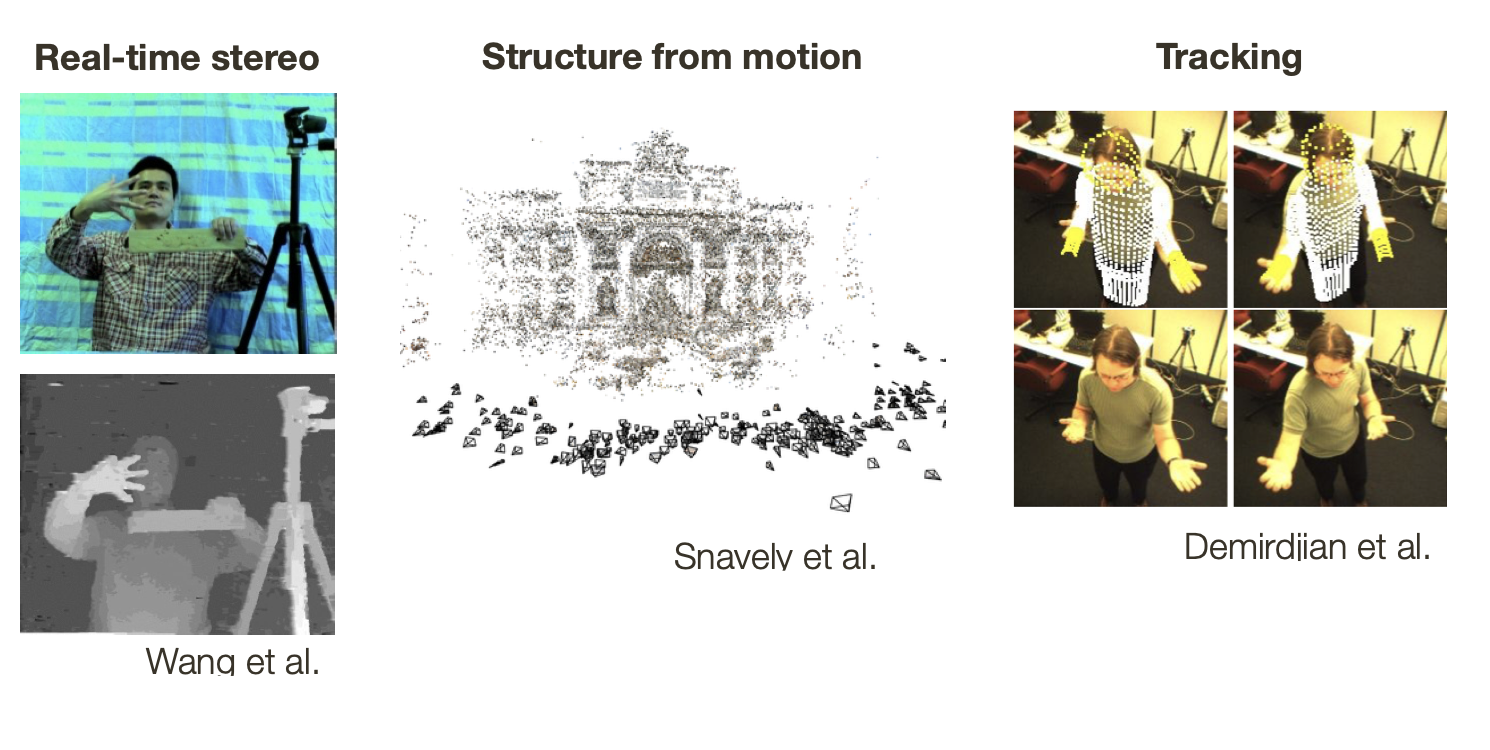 Real-time stereo
Structure from motion
Tracking
Snavely et al.
Demirdjian et al.
Wang et al.